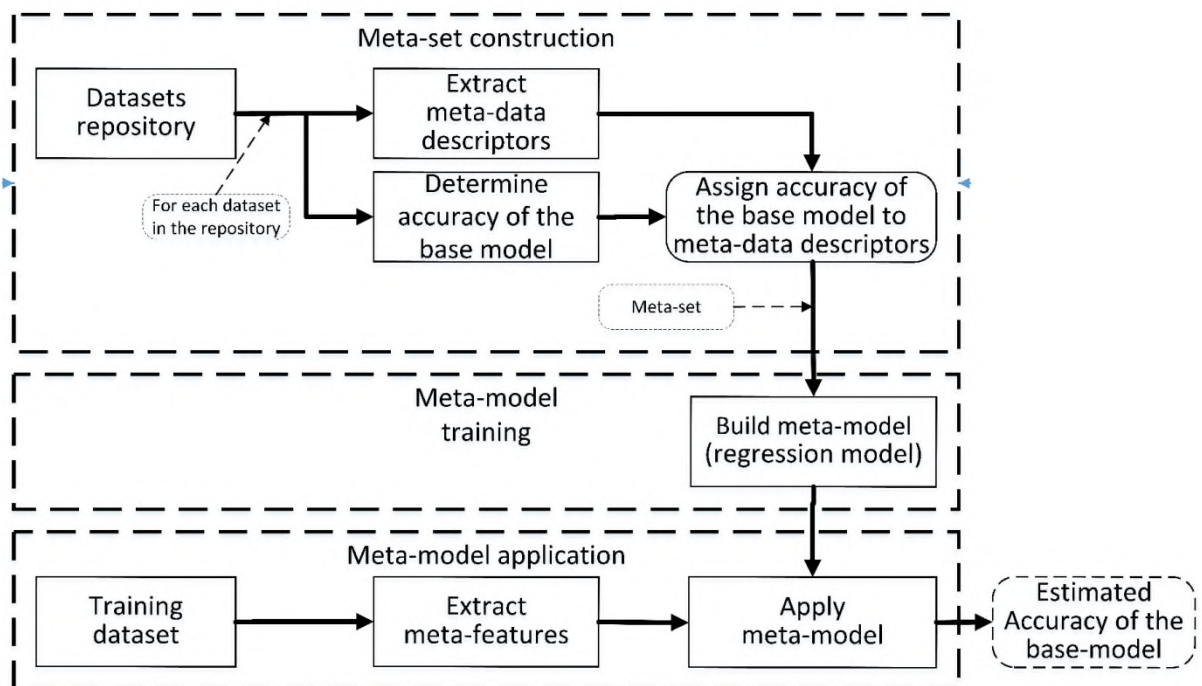 Meta-set construction
Datasets
repository
Extract
meta-data
descriptors
For each dataset
in the repository
Determine
accuracy of the
base model
Assign accuracy of
the base model to
meta-data descriptors
Meta-set
Meta-model
training
Build meta-model
(regression model)
Meta-model application
Training
dataset
Extract
meta-features
Apply
meta-model
Estimated
Accuracy of the
base-model